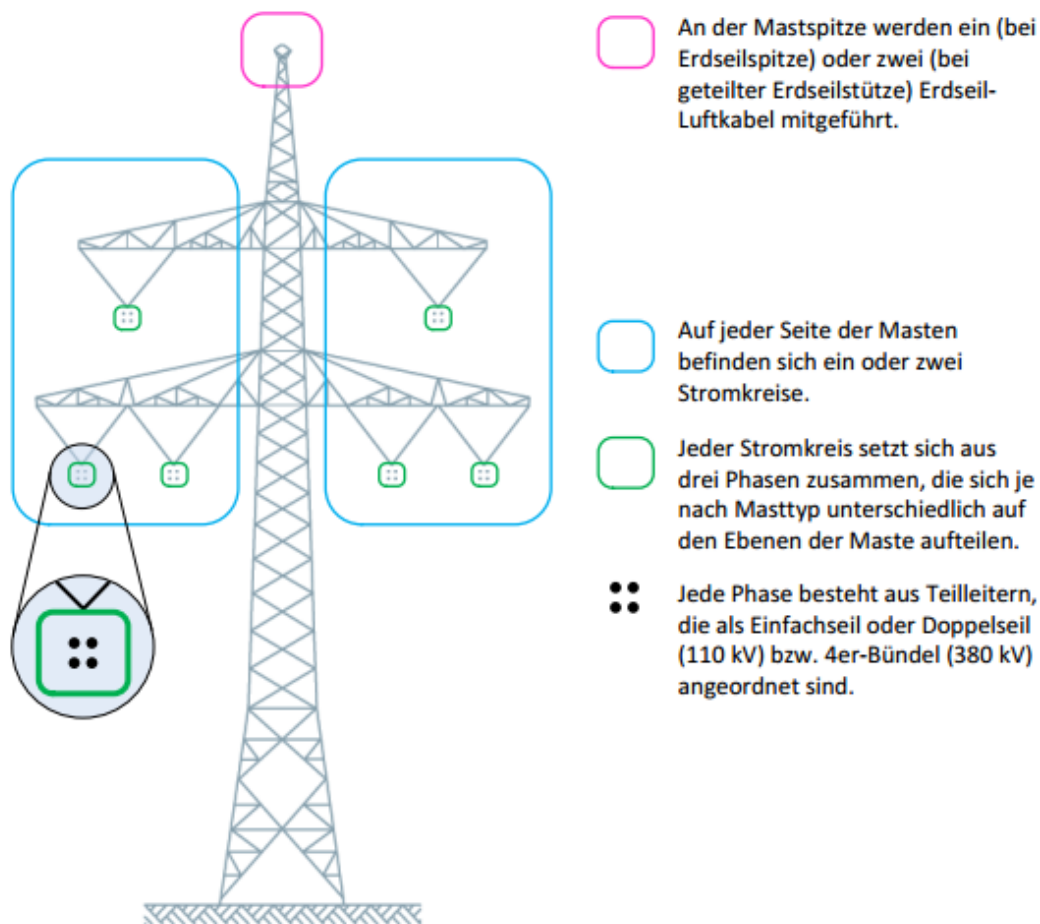 An der Mastspitze werden ein (bei
Erdseilspitze) oder zwei (bei
geteilter Erdseilstütze) Erdseil-
Luftkabel mitgeführt.
Auf jeder Seite der Masten
befinden sich ein oder zwei
Stromkreise.
Jeder Stromkreis setzt sich aus
drei Phasen zusammen, die sich je
nach Masttyp unterschiedlich auf
den Ebenen der Maste aufteilen.
Jede Phase besteht aus Teilleitern,
die als Einfachseil oder Doppelseil
(110 kV) bzw. 4er-Bündel (380 kV)
angeordnet sind.